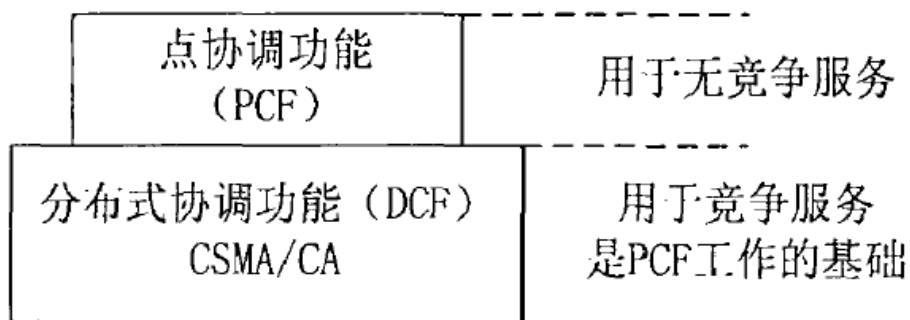 点协调功能
（PCF）
用于无竞争服务
分布式协调功能（DCF）
CSMA/CA
用于竞争服务
是PCF工作的基础